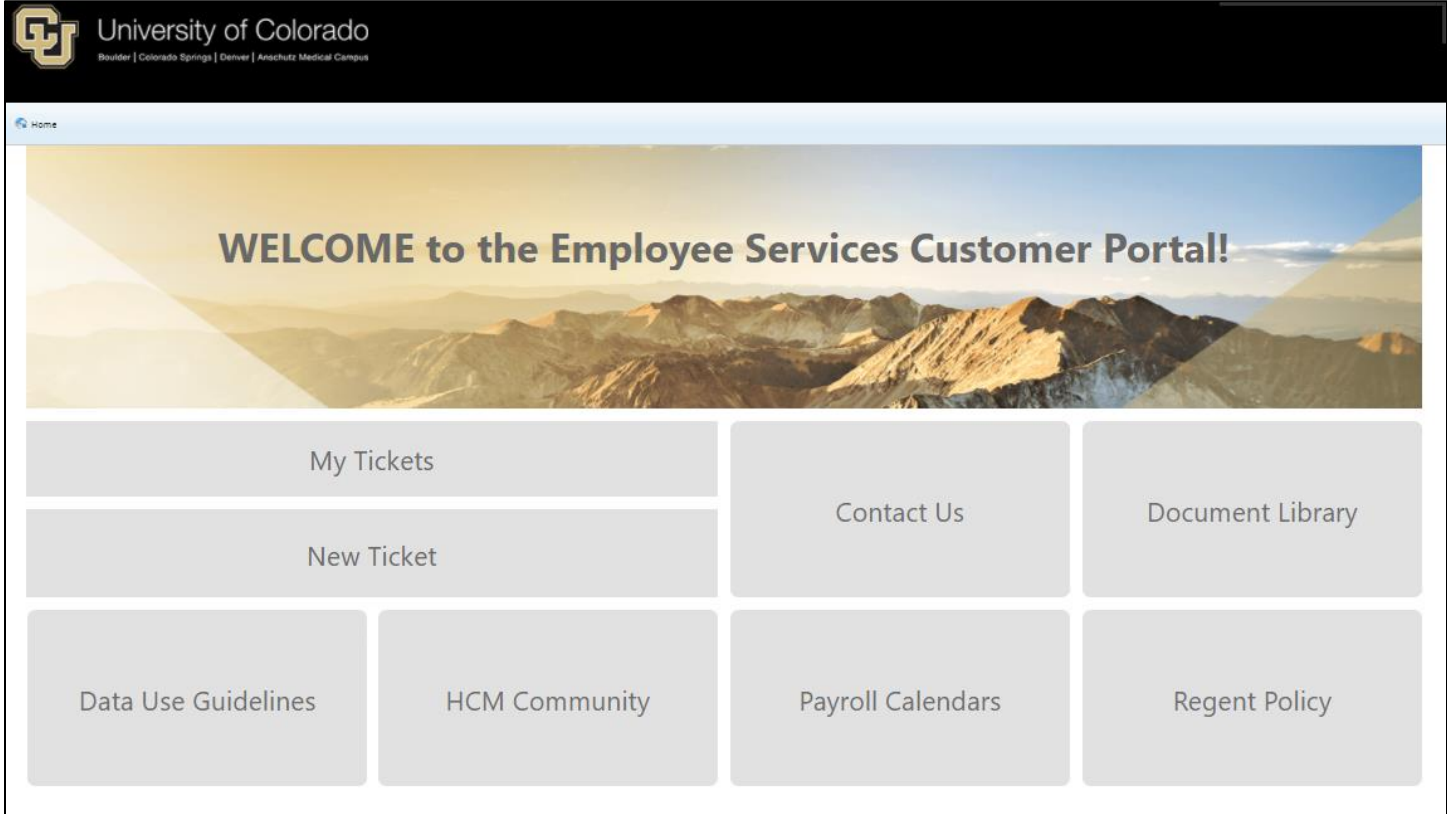 CU
University of Colorado
Boulder | Colorado Springs | Denver | Anschutz Medical Campus
Home
WELCOME to the Employee Services Customer Portal!
My Tickets
New Ticket
Contact Us
Document Library
Data Use Guidelines
HCM Community
Payroll Calendars
Regent Policy